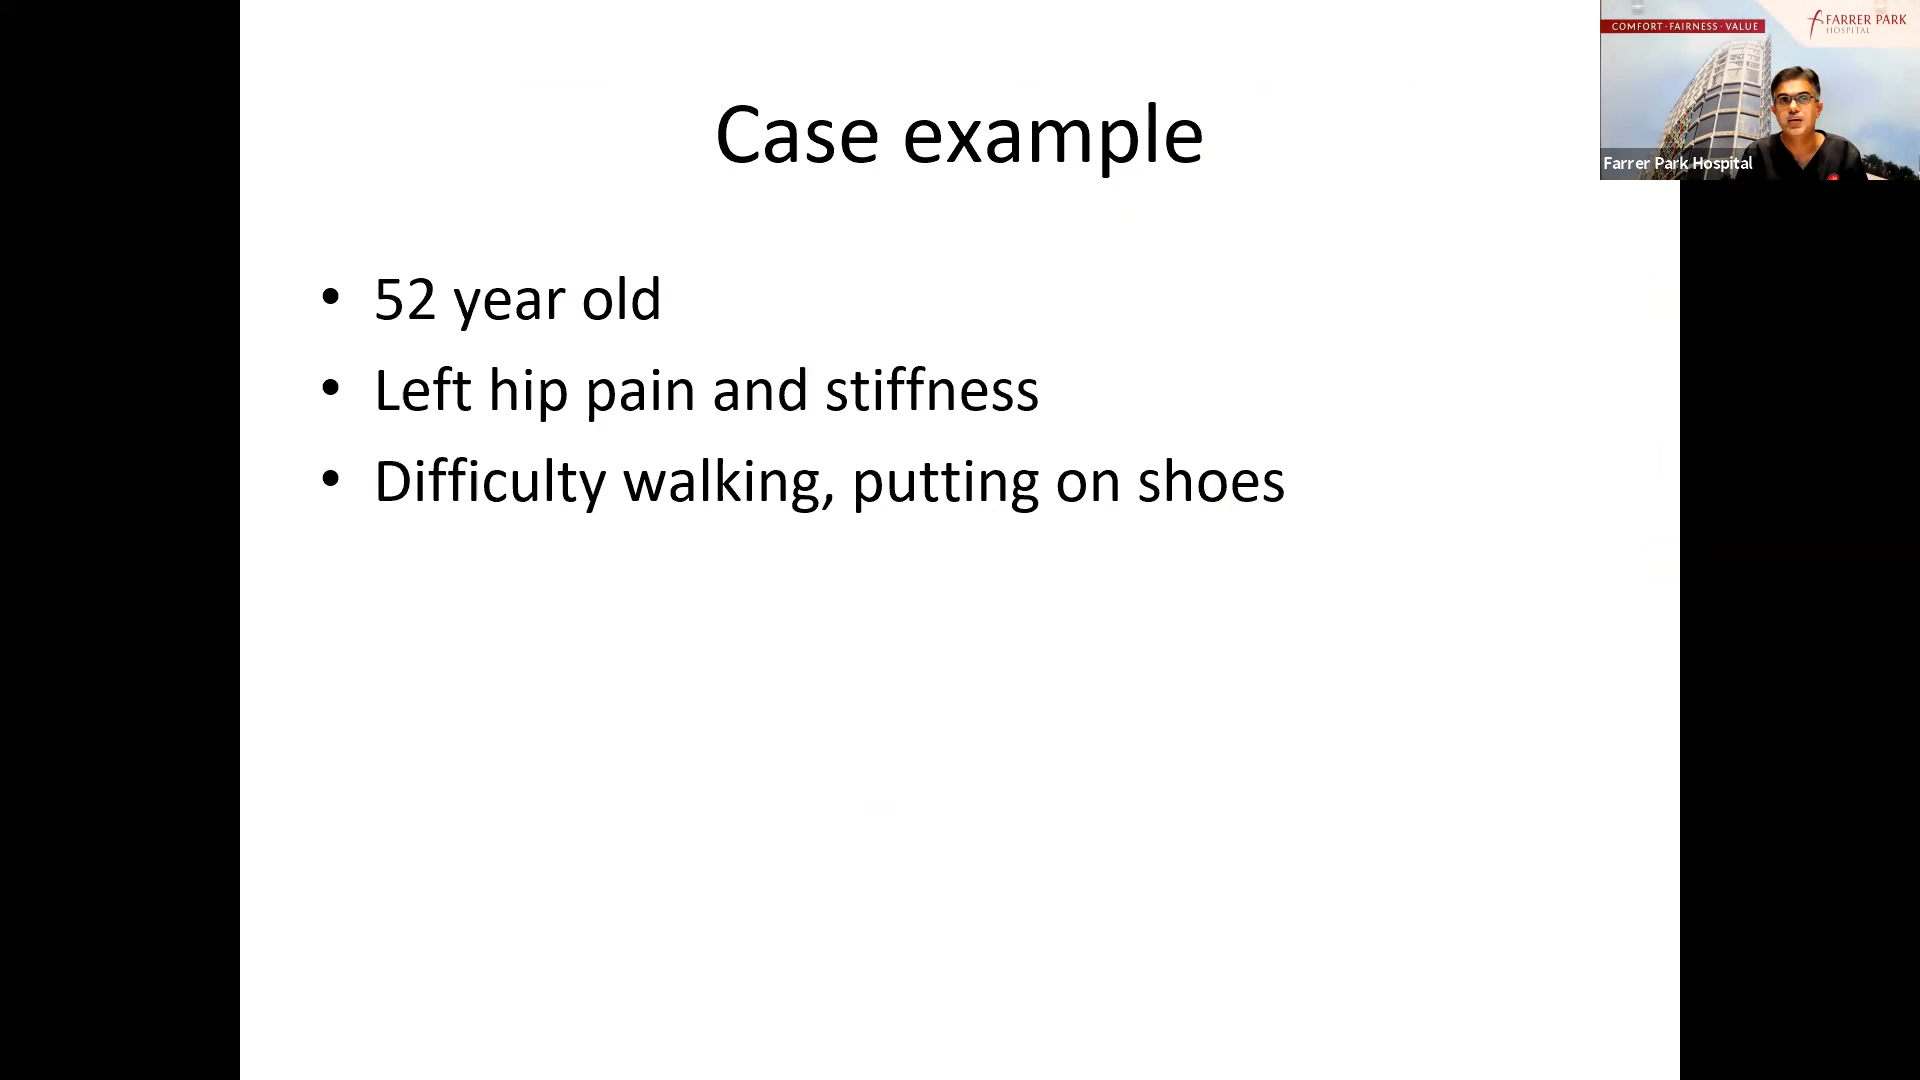 COMFORT · FAIRNESS · VALUE
FARRER PARK
HOSPITAL
Farrer Park Hospital
Case example
• 52 year old
• Left hip pain and stiffness
• Difficulty walking, putting on shoes